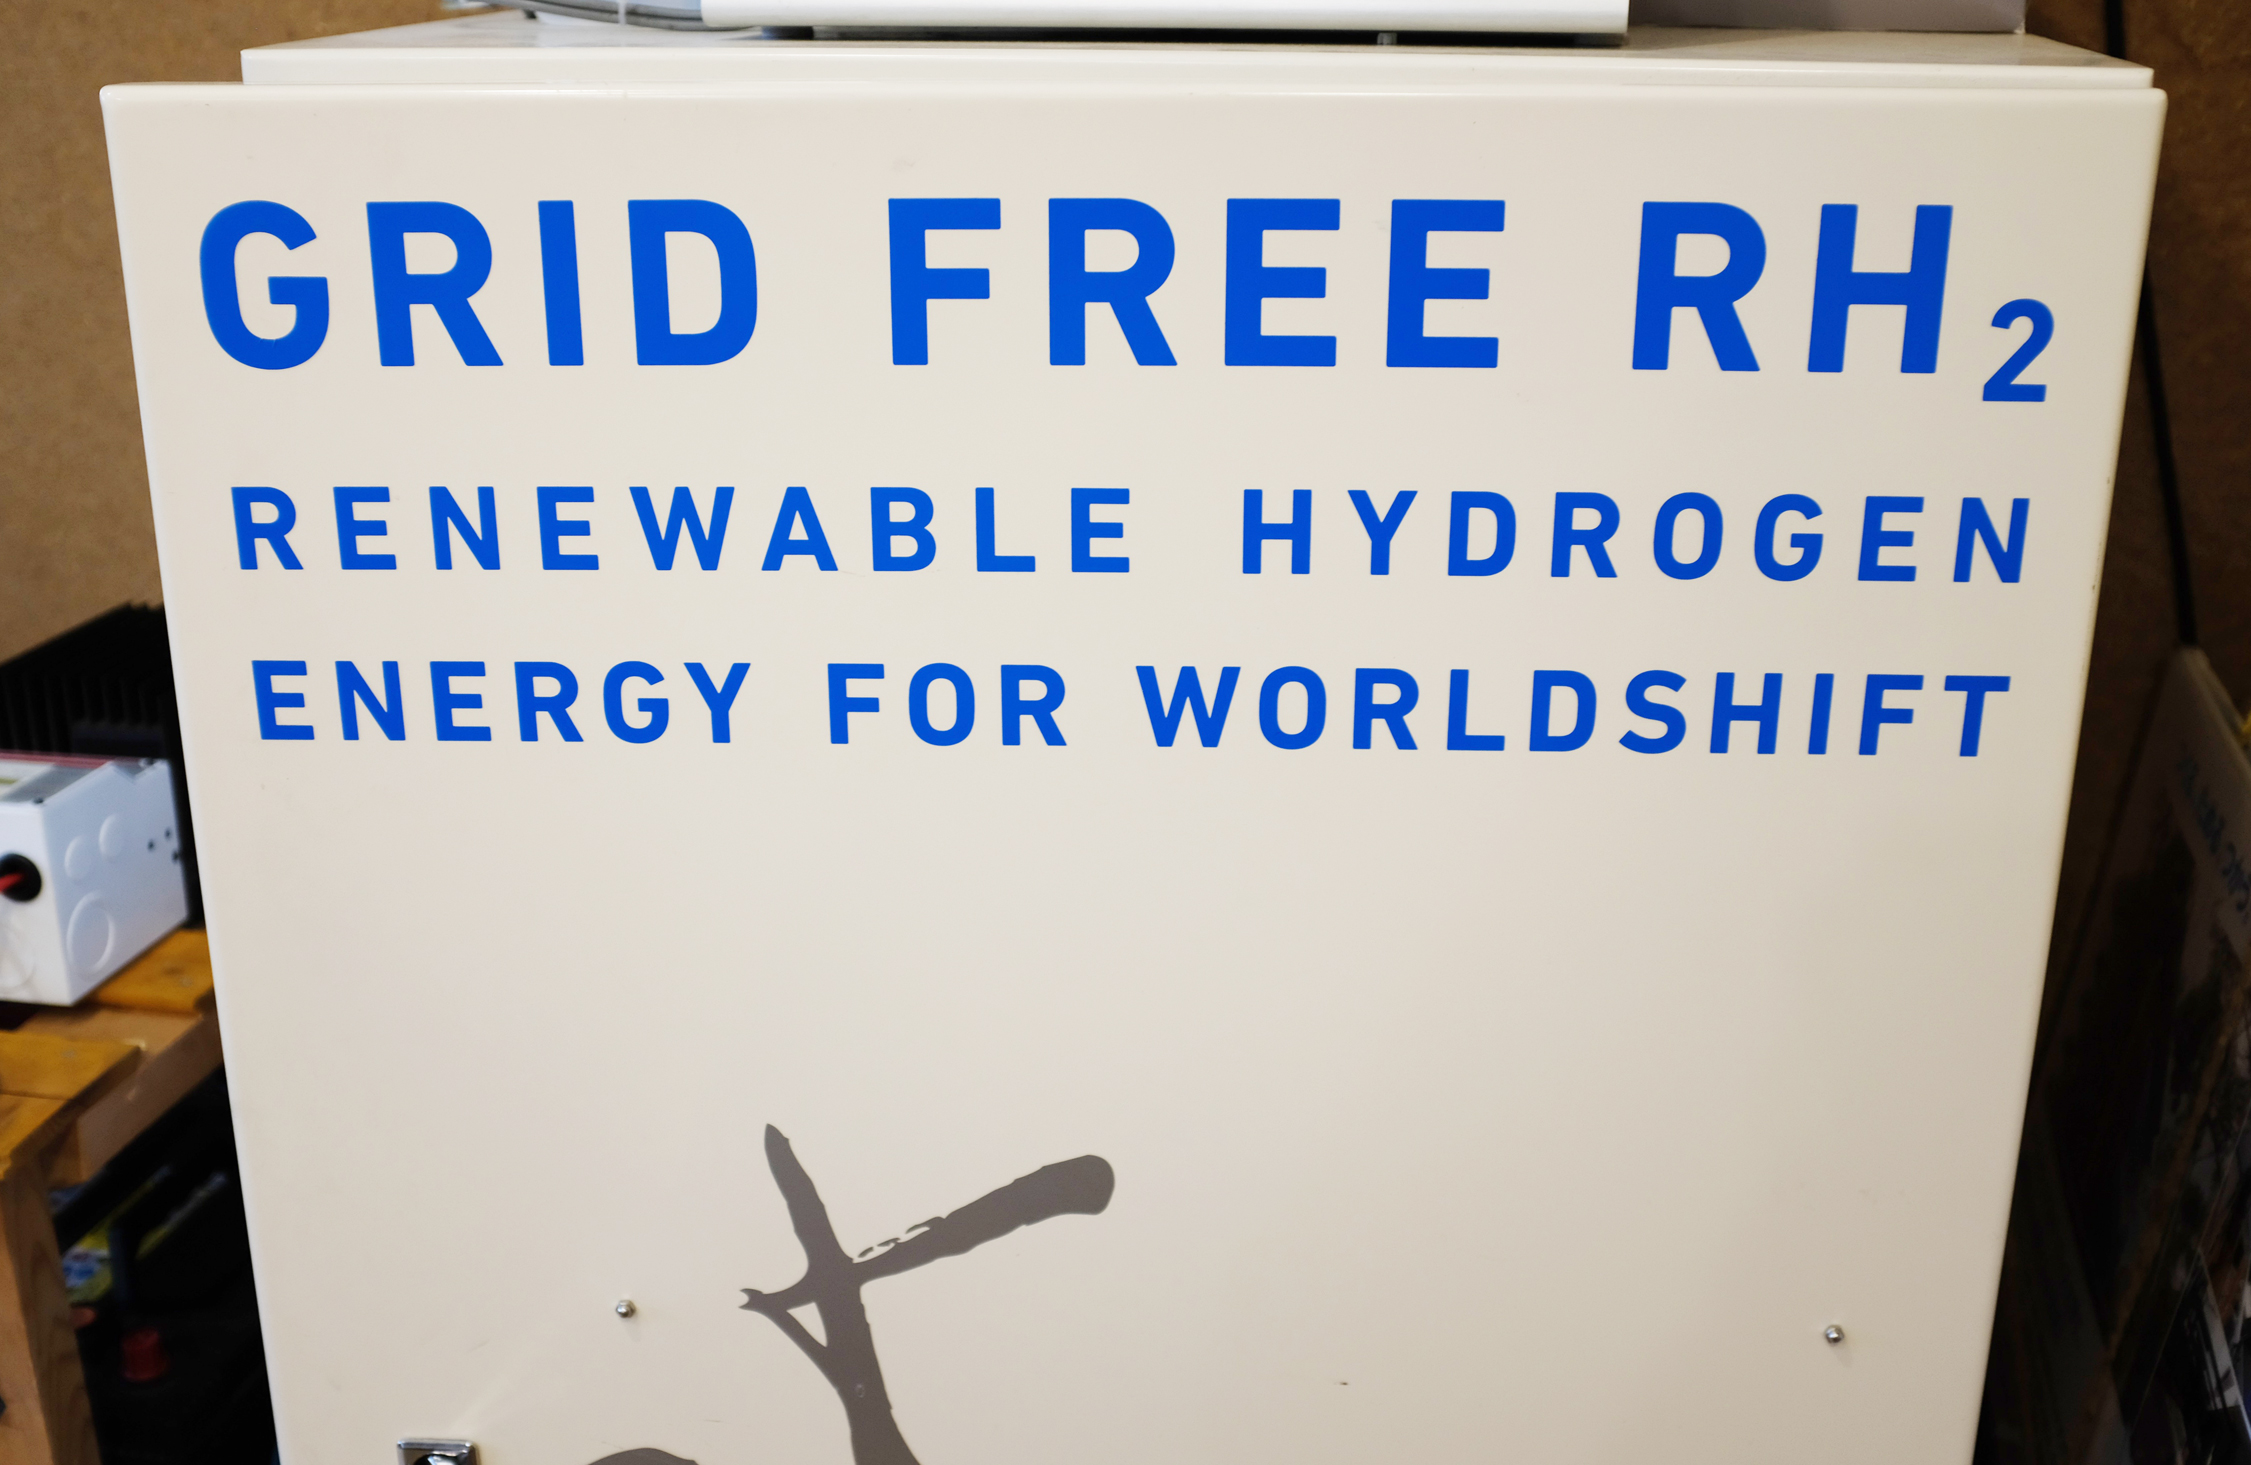 GRID FREE RH₂
RENEWABLE HYDROGEN
ENERGY FOR WORLDSHIFT